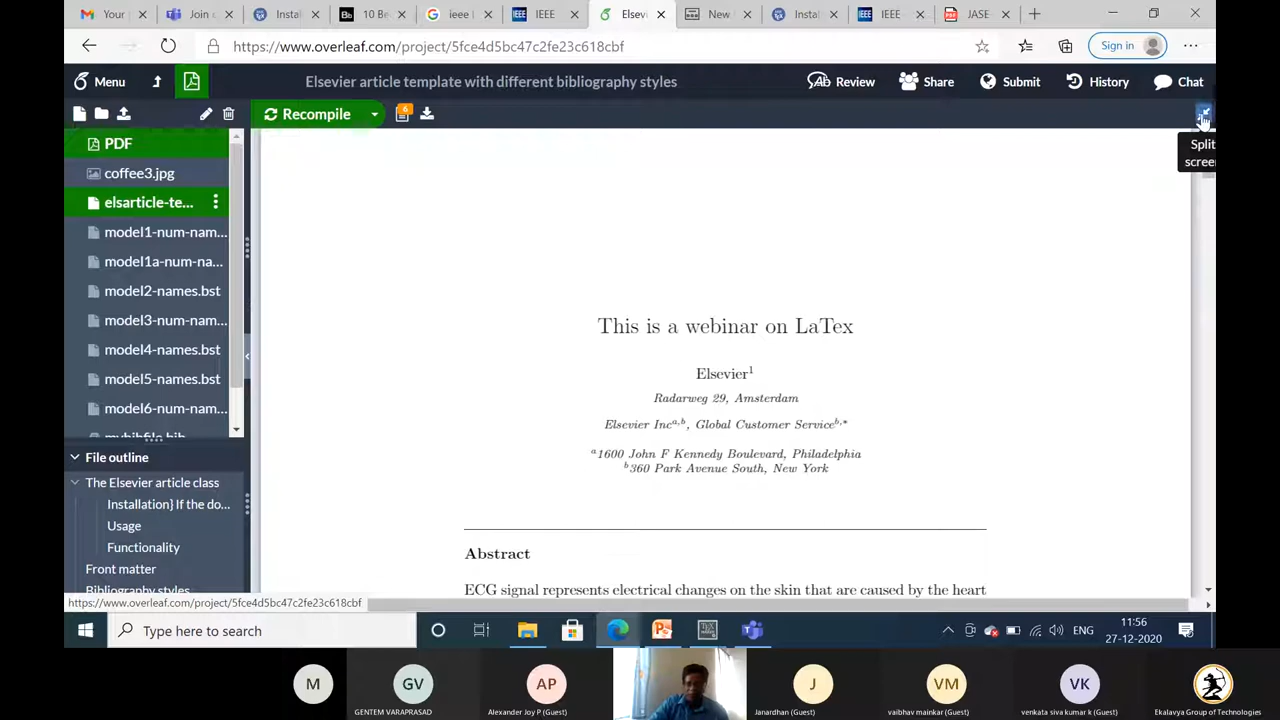 Your
Join u
Instal
Bb
10 Be
ieee L
IEEE
Elsevi
New
Instal
IEEE
JASE
https://www.overleaf.com/project/5fce4d5bc47c2fe23c618cbf
Sign in
Menu
Elsevier article template with different bibliography styles
Review
Share
Submit
History
Chat
Recompile
6
Split
scree
PDF
coffee3.jpg
elsarticle-te...
model1-num-nam...
model1a-num-na...
model2-names.bst
model3-num-nam...
model4-names.bst
model5-names.bst
model6-num-nam...
mybibfile.bib
File outline
The Elsevier article class
Installation} If the do...
Usage
Functionality
Front matter
Bibliography styles
This is a webinar on LaTex
Elsevier1
Radarweg 29, Amsterdam
Elsevier Inca,b, Global Customer Serviceb,*
a1600 John F Kennedy Boulevard, Philadelphia
b360 Park Avenue South, New York
Abstract
ECG signal represents electrical changes on the skin that are caused by the heart
https://www.overleaf.com/project/5fce4d5bc47c2fe23c618cbf
Type here to search
ENG
11:56
27-12-2020
M
GV
GENTEM VARAPRASAD
AP
Alexander Joy P (Guest)
J
Janardhan (Guest)
VM
vaibhav mainkar (Guest)
VK
venkata siva kumar k (Guest)
Ekalavya Group of Technologies